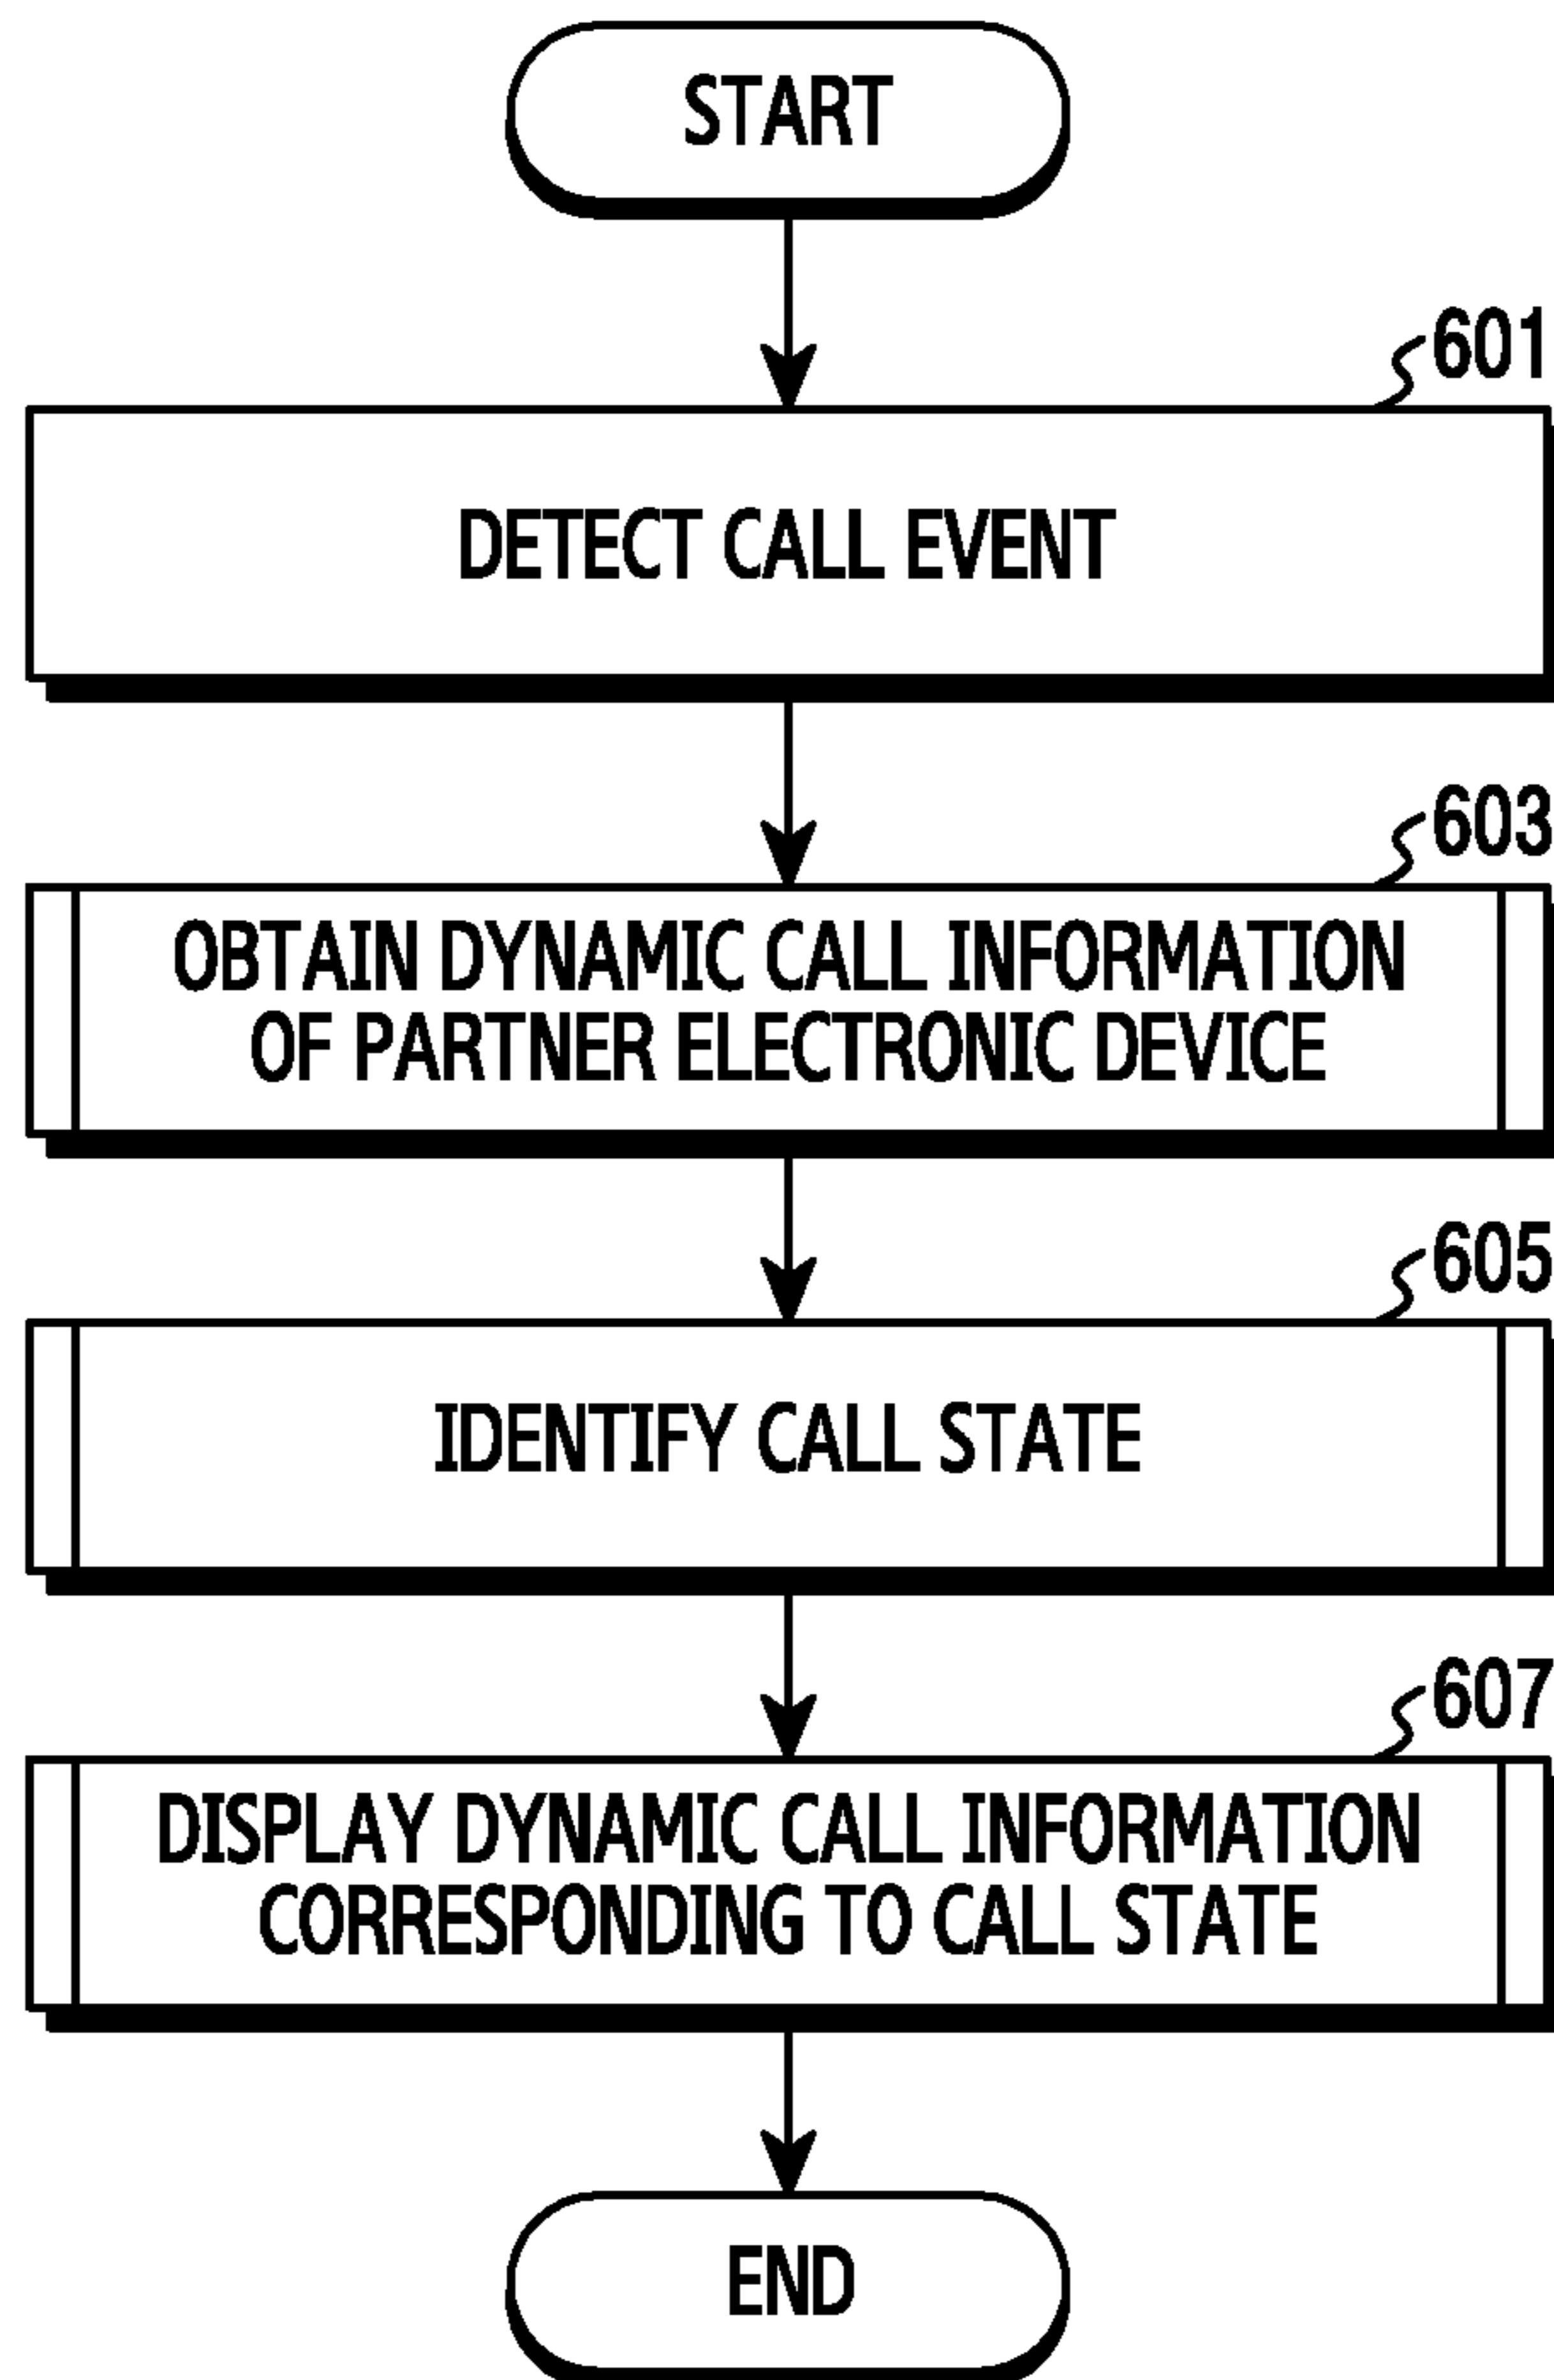 START
601
DETECT CALL EVENT
603
OBTAIN DYNAMIC CALL INFORMATION
OF PARTNER ELECTRONIC DEVICE
605
IDENTIFY CALL STATE
607
DISPLAY DYNAMIC CALL INFORMATION
CORRESPONDING TO CALL STATE
END